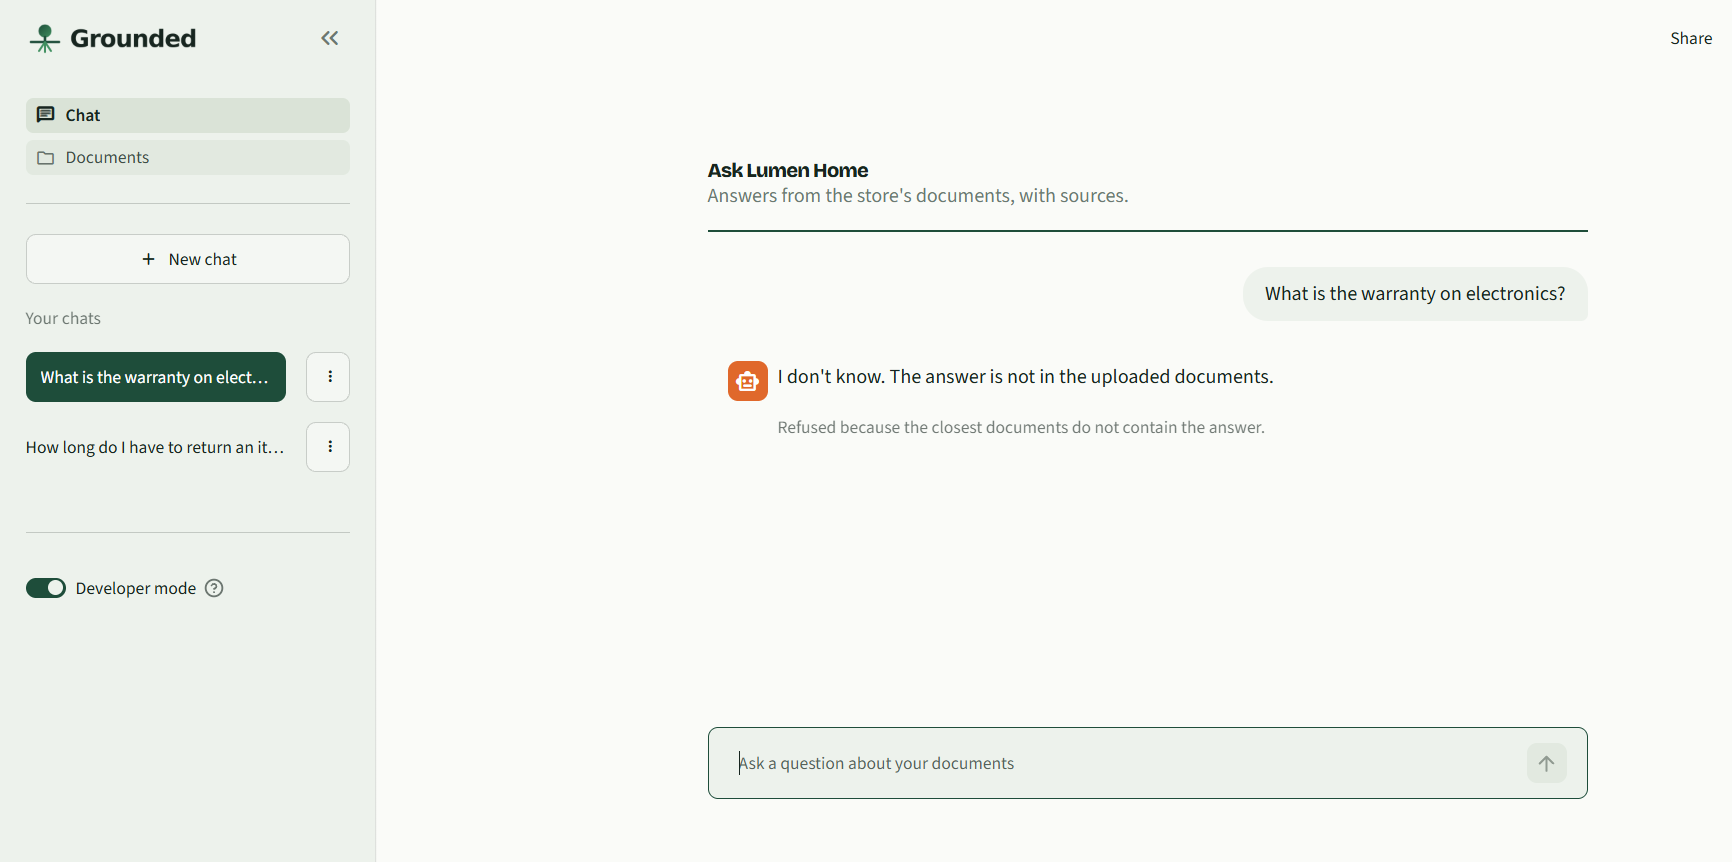 Grounded
Share
Chat
Documents
Ask Lumen Home
Answers from the store's documents, with sources.
+ New chat
What is the warranty on electronics?
Your chats
What is the warranty on elect…
I don't know. The answer is not in the uploaded documents.
Refused because the closest documents do not contain the answer.
How long do I have to return an it…
Developer mode
Ask a question about your documents